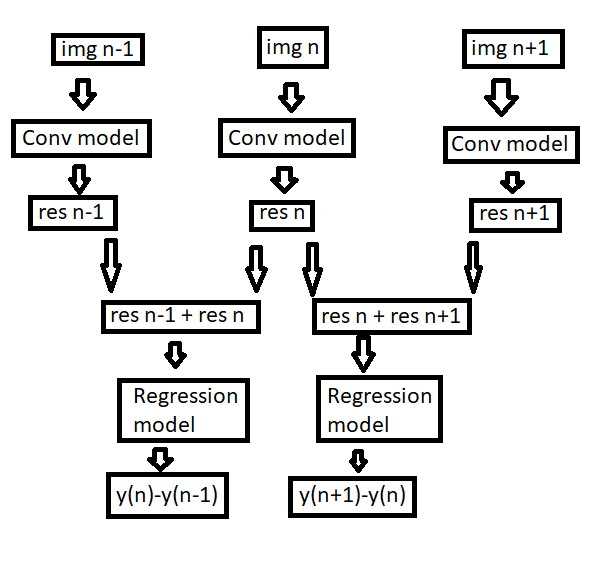 img n-1
img n
img n+1
Conv model
Conv model
Conv model
res n-1
res n
res n+1
res n-1 + res n
res n + res n+1
Regression
model
Regression
model
y(n)-y(n-1)
y(n+1)-y(n)